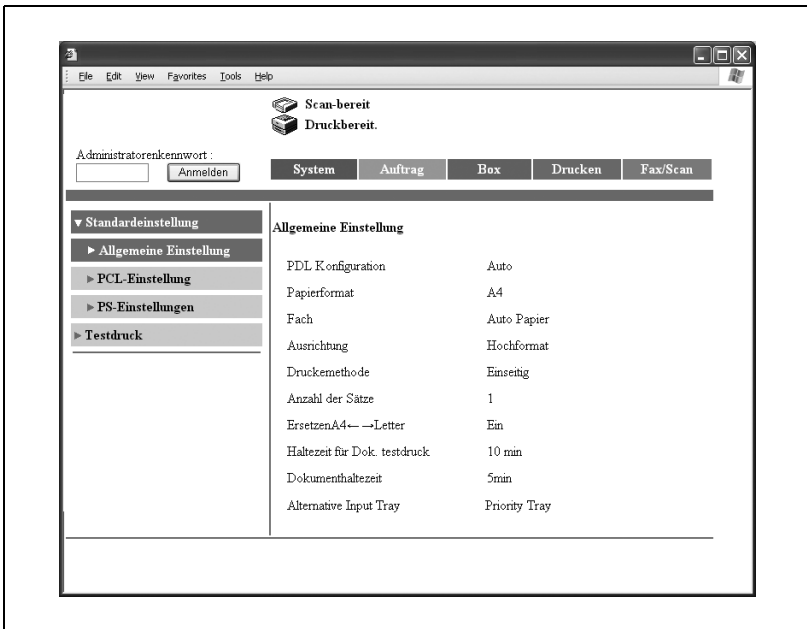 File Edit View Favorites Tools Help
Scan-bereit
Druckbereit.
Administratorenkennwort :
Anmelden
System Auftrag Box Drucken Fax/Scan
▼ Standardeinstellung
► Allgemeine Einstellung
► PCL-Einstellung
► PS-Einstellungen
► Testdruck
Allgemeine Einstellung
PDL Konfiguration Auto
Papierformat A4
Fach Auto Papier
Ausrichtung Hochformat
Druckemethode Einseitig
Anzahl der Sätze 1
ErsetzenA4←→Letter Ein
Haltezeit für Dok. testdruck 10 min
Dokumenthaltezeit 5min
Alternative Input Tray Priority Tray